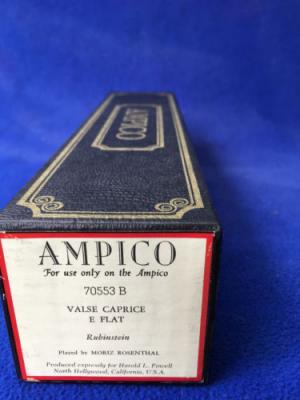 AMPICO
AMPICO
For use only on the Ampico
70553 B
VALSE CAPRICE
E FLAT
Rubinstein
Played by MORIZ ROSENTHAL
Produced expressly for Harold L. Powell
North Hollywood, California, U.S.A.